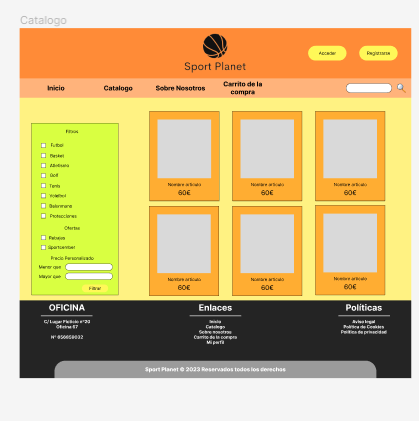 Catalogo
Sport Planet
Acceder
Registrarse
Inicio
Catalogo
Sobre Nosotros
Carrito de la
compra
Filtros
Futbol
Basket
Atletismo
Golf
Tenis
Voleibol
Balonmano
Protecciones
Ofertas
Rebajas
Sportcember
Precio Personalizado
Menor que
Mayor que
Filtrar
Nombre articulo
60€
Nombre articulo
60€
Nombre articulo
60€
Nombre articulo
60€
Nombre articulo
60€
Nombre articulo
60€
OFICINA
C/ Lugar Ficticio nº20
Oficina 67
Nº 856959032
Enlaces
Inicio
Catalogo
Sobre nosotros
Carrito de la compra
Mi perfil
Políticas
Aviso legal
Política de Cookies
Política de privacidad
Sport Planet © 2023 Reservados todos los derechos